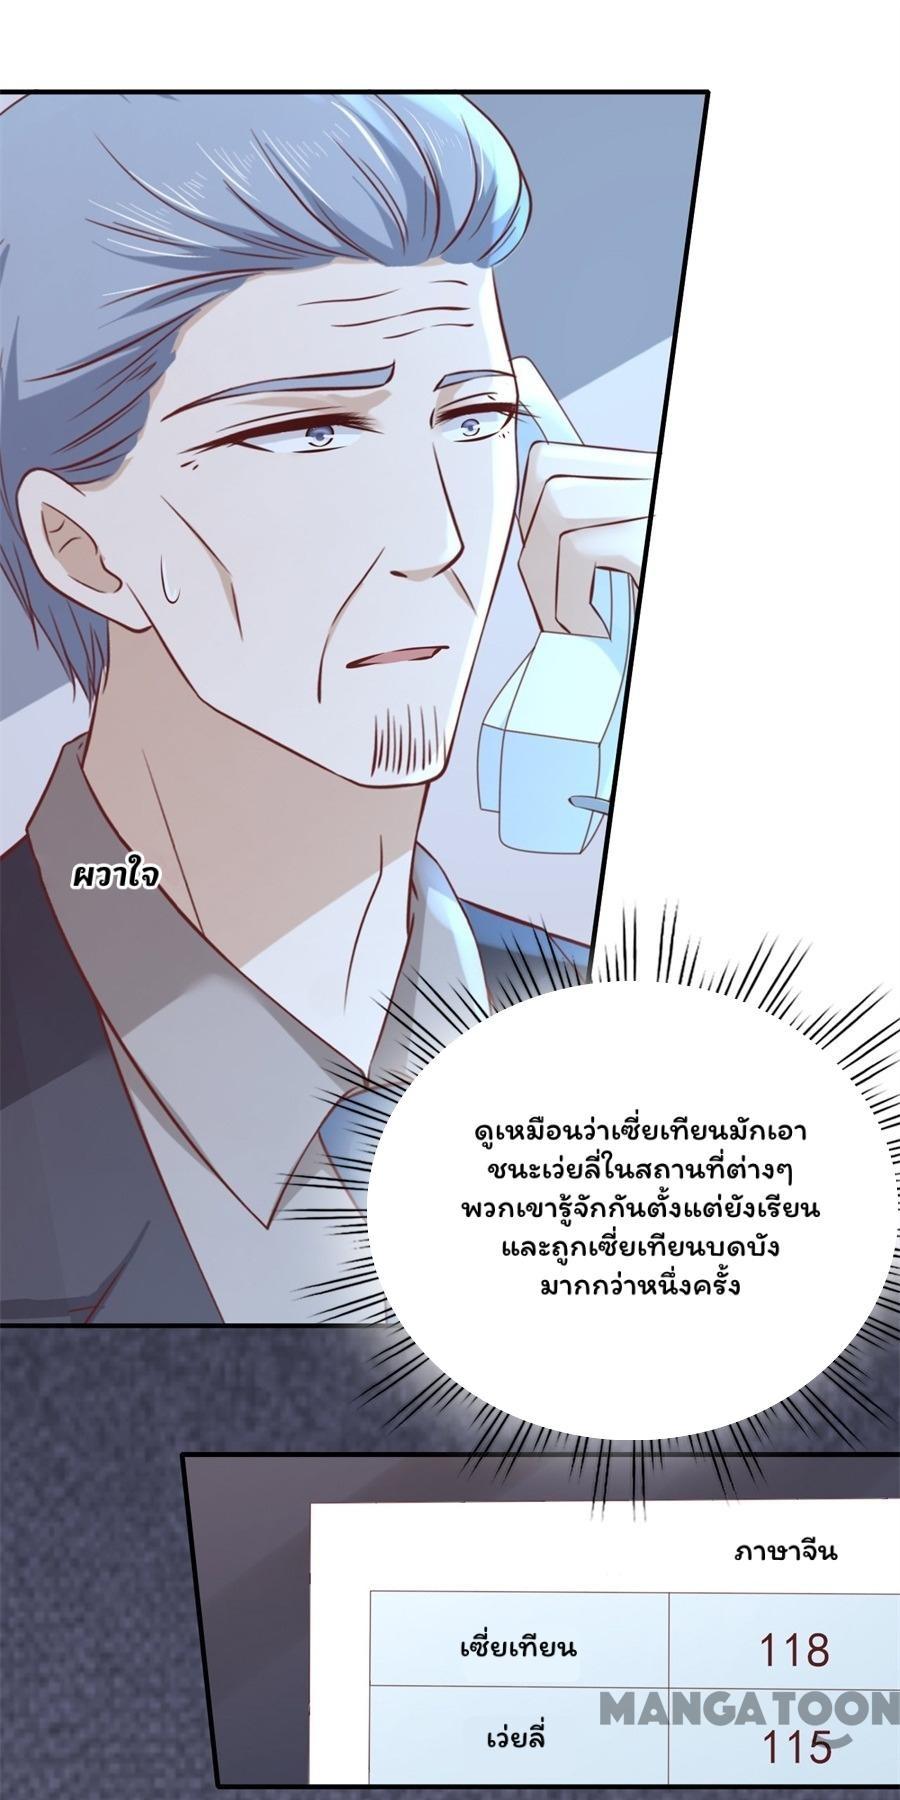 ผวาใจ
ดูเหมือนว่าเซี่ยเทียนมักเอา
ชนะเว่ยลี่ในสถานที่ต่างๆ
พวกเขารู้จักกันตั้งแต่ยังเรียน
และถูกเซี่ยเทียนบดบัง
มากกว่าหนึ่งครั้ง
ภาษาจีน
เซี่ยเทียน 118
เว่ยลี่ 115
MANGATOON